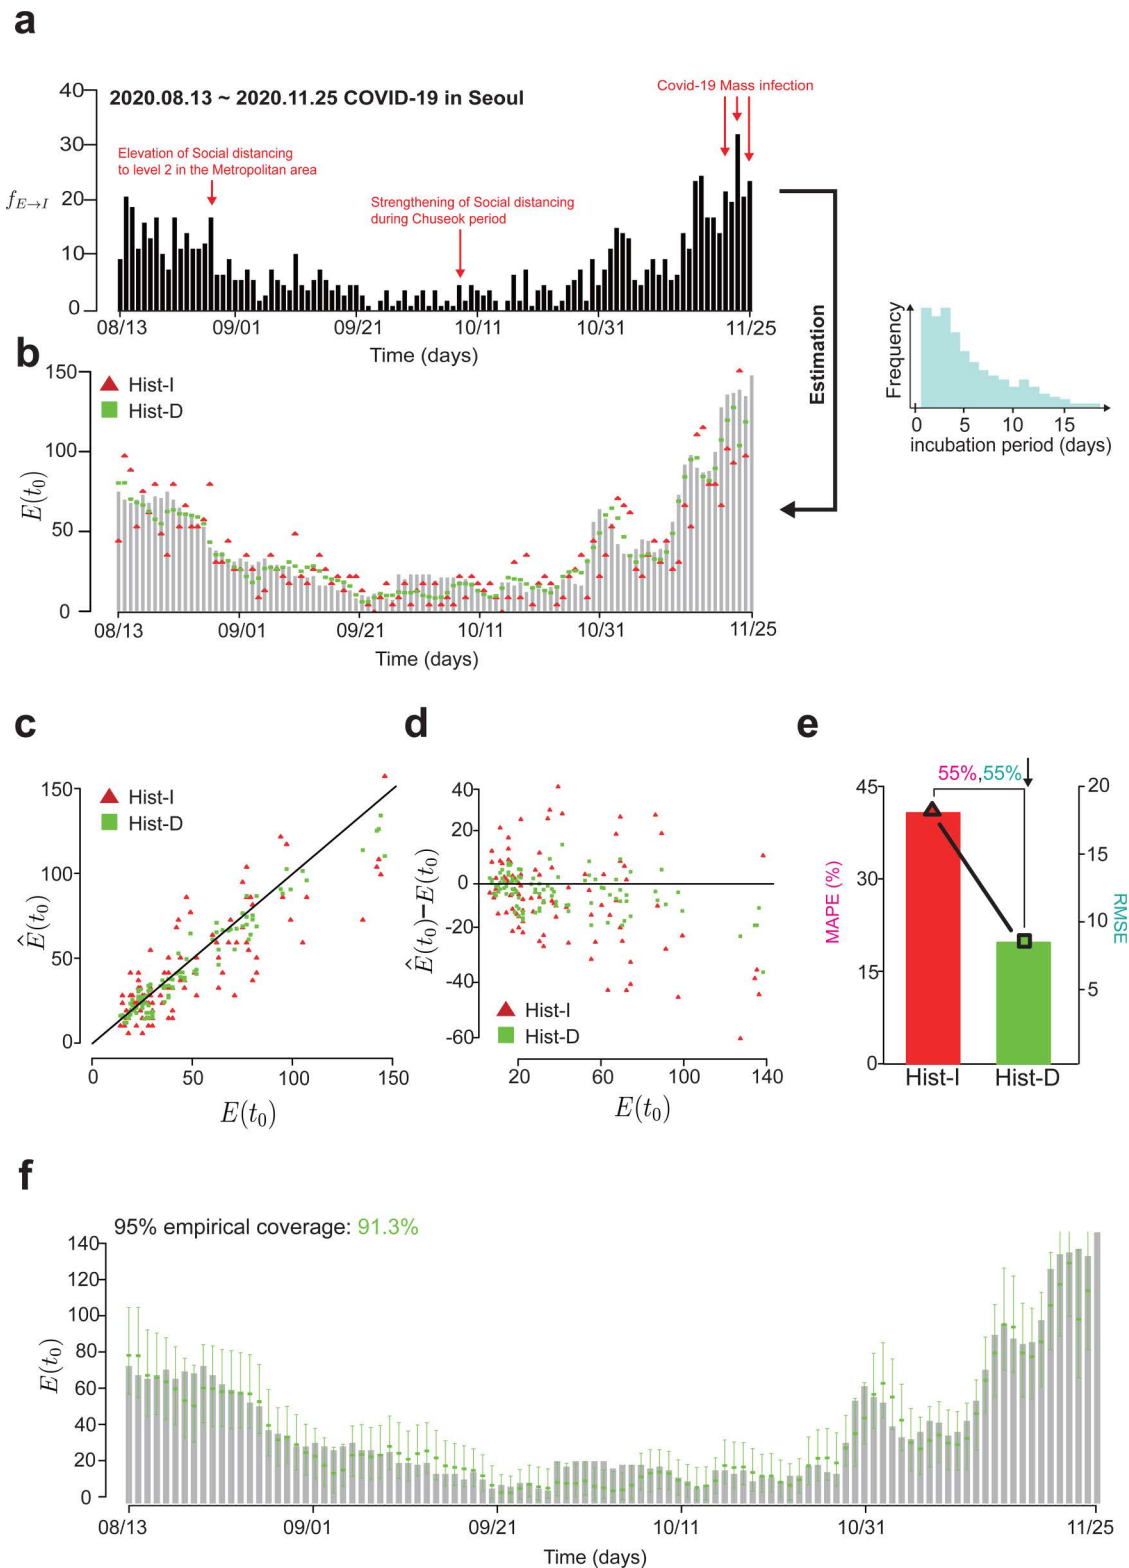 a
40
30
20
10
0
f_{E→I}
2020.08.13 ~ 2020.11.25 COVID-19 in Seoul
Elevation of Social distancing
to level 2 in the Metropolitan area
Strengthening of Social distancing
during Chuseok period
Covid-19 Mass infection
08/13 09/01 09/21 10/11 10/31 11/25
Time (days)
Estimation
Frequency
0 5 10 15
incubation period (days)
b
150
100
50
0
E(t₀)
Hist-I
Hist-D
08/13 09/01 09/21 10/11 10/31 11/25
Time (days)
c
150
100
50
0
Ê(t₀)
Hist-I
Hist-D
0 50 100 150
E(t₀)
d
40
20
0
-20
-40
-60
Ê(t₀)−E(t₀)
Hist-I
Hist-D
20 60 100 140
E(t₀)
e
55%,55%
45
30
15
0
MAPE (%)
20
15
10
5
RMSE
Hist-I Hist-D
f
95% empirical coverage: 91.3%
140
120
100
80
60
40
20
0
E(t₀)
08/13 09/01 09/21 10/11 10/31 11/25
Time (days)